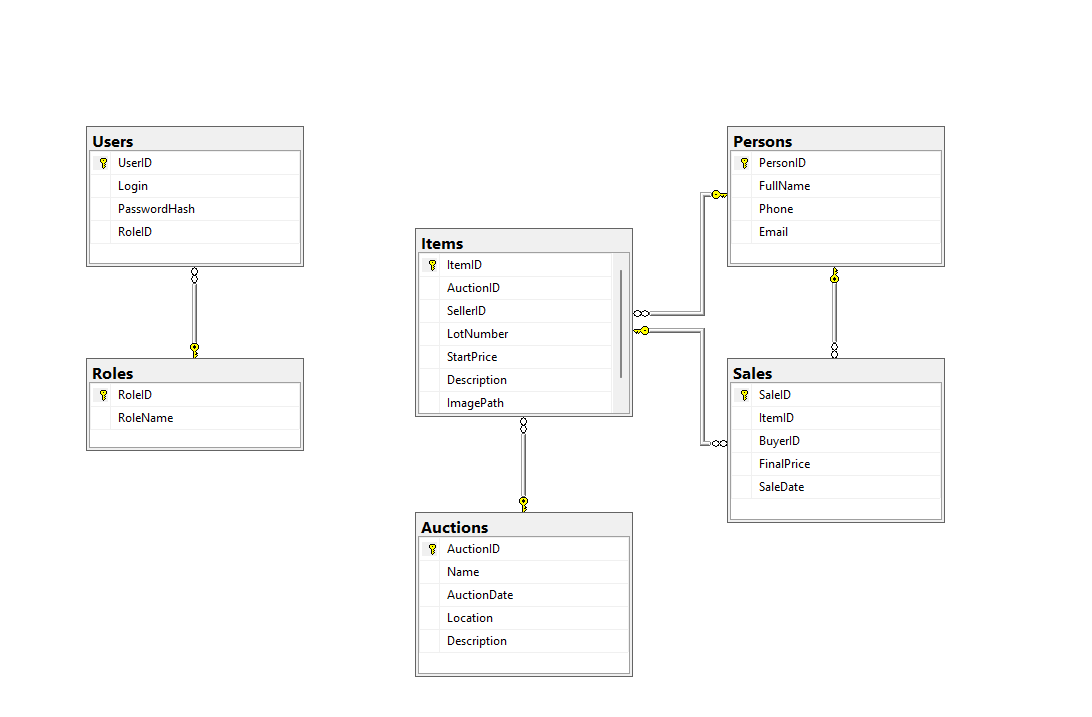 Users
UserID
Login
PasswordHash
RoleID
Roles
RoleID
RoleName
Items
ItemID
AuctionID
SellerID
LotNumber
StartPrice
Description
ImagePath
Auctions
AuctionID
Name
AuctionDate
Location
Description
Persons
PersonID
FullName
Phone
Email
Sales
SaleID
ItemID
BuyerID
FinalPrice
SaleDate